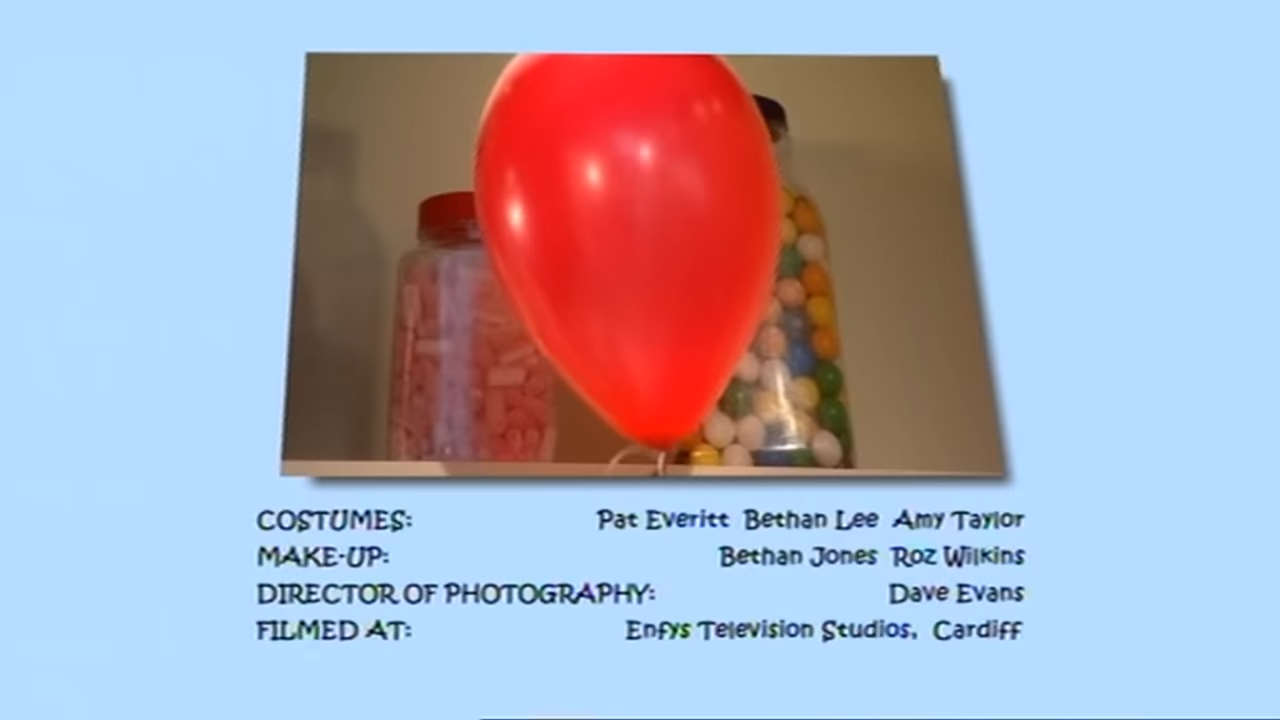 COSTUMES: Pat Everitt Bethan Lee Amy Taylor
MAKE-UP: Bethan Jones Roz Wilkins
DIRECTOR OF PHOTOGRAPHY: Dave Evans
FILMED AT: Enfys Television Studios, Cardiff